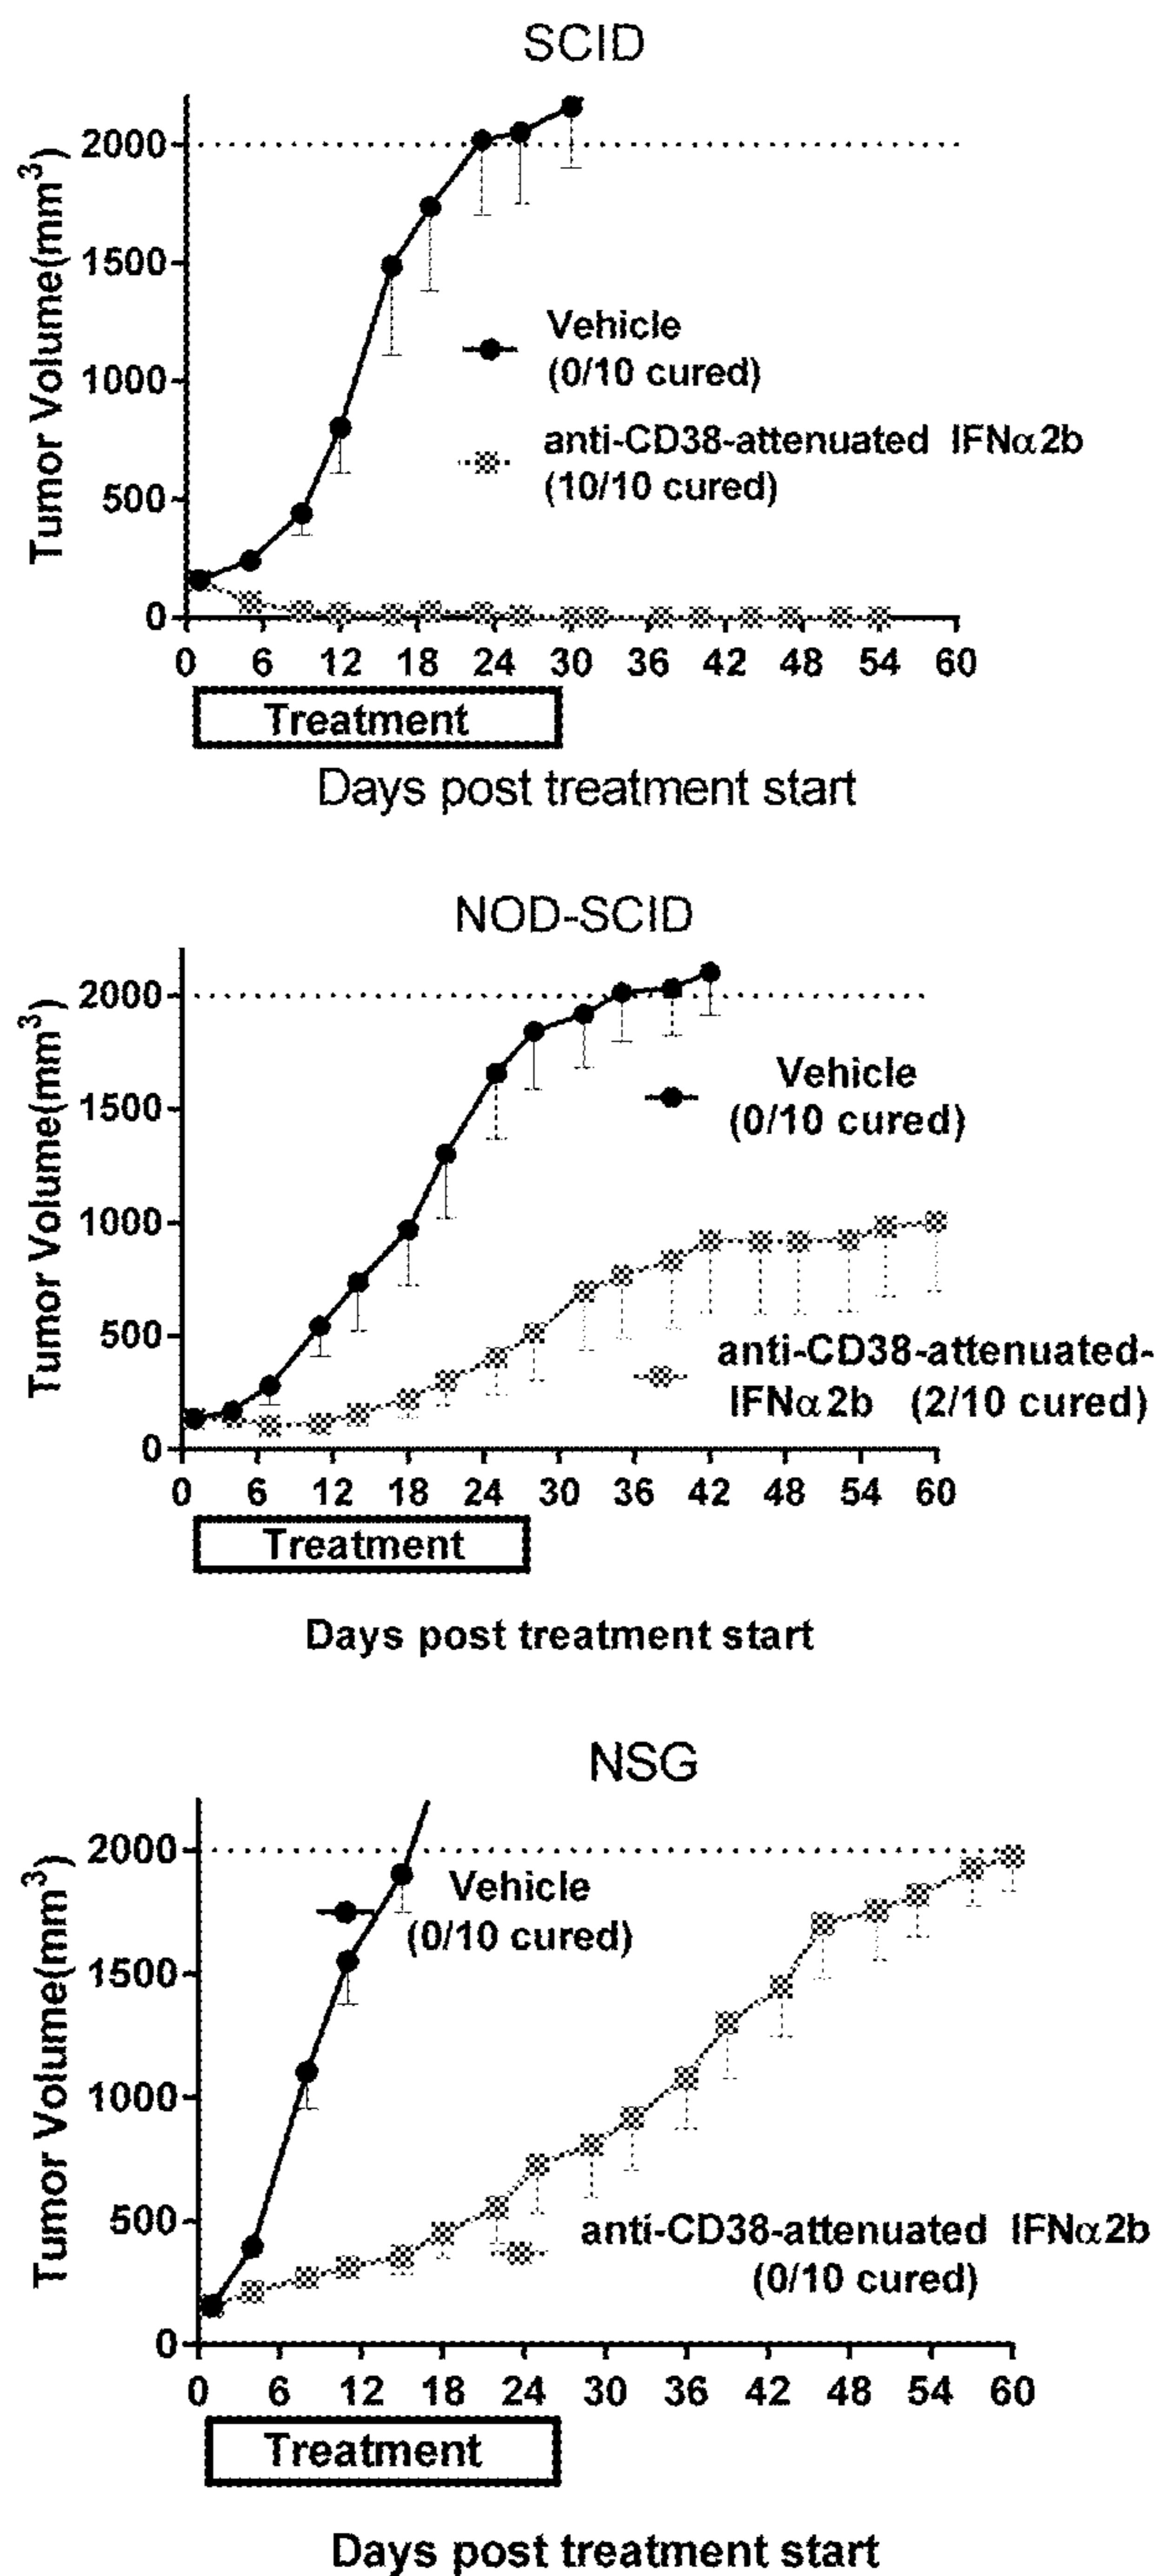 SCID
Tumor Volume(mm³)
2000
1500
1000
500
0
Vehicle
(0/10 cured)
anti-CD38-attenuated IFNα2b
(10/10 cured)
0 6 12 18 24 30 36 42 48 54 60
Treatment
Days post treatment start
NOD-SCID
Tumor Volume(mm³)
2000
1500
1000
500
0
Vehicle
(0/10 cured)
anti-CD38-attenuated-
IFNα2b (2/10 cured)
0 6 12 18 24 30 36 42 48 54 60
Treatment
Days post treatment start
NSG
Tumor Volume(mm³)
2000
1500
1000
500
0
Vehicle
(0/10 cured)
anti-CD38-attenuated IFNα2b
(0/10 cured)
0 6 12 18 24 30 36 42 48 54 60
Treatment
Days post treatment start